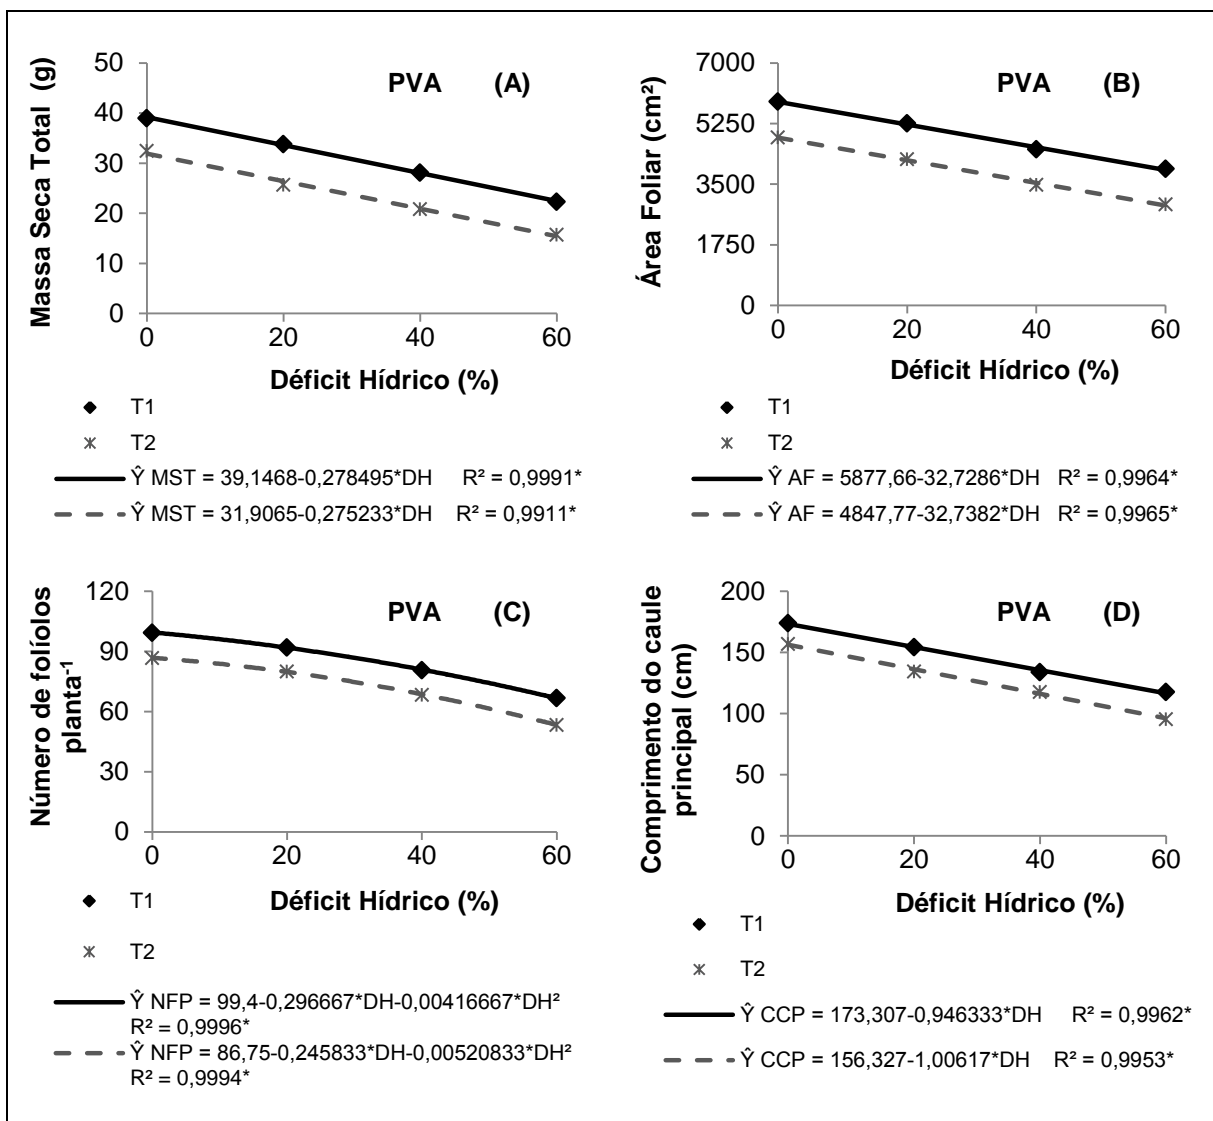 PVA (A)
Massa Seca Total (g)
50
40
30
20
10
0
0 20 40 60
Déficit Hídrico (%)
T1
T2
Ŷ MST = 39,1468-0,278495*DH R² = 0,9991*
Ŷ MST = 31,9065-0,275233*DH R² = 0,9911*
PVA (B)
Área Foliar (cm²)
7000
5250
3500
1750
0
0 20 40 60
Déficit Hídrico (%)
T1
T2
Ŷ AF = 5877,66-32,7286*DH R² = 0,9964*
Ŷ AF = 4847,77-32,7382*DH R² = 0,9965*
PVA (C)
Número de folíolos
planta⁻¹
120
90
60
30
0
0 20 40 60
Déficit Hídrico (%)
T1
T2
Ŷ NFP = 99,4-0,296667*DH-0,00416667*DH²
R² = 0,9996*
Ŷ NFP = 86,75-0,245833*DH-0,00520833*DH²
R² = 0,9994*
PVA (D)
Comprimento do caule
principal (cm)
200
150
100
50
0
0 20 40 60
Déficit Hídrico (%)
T1
T2
Ŷ CCP = 173,307-0,946333*DH R² = 0,9962*
Ŷ CCP = 156,327-1,00617*DH R² = 0,9953*